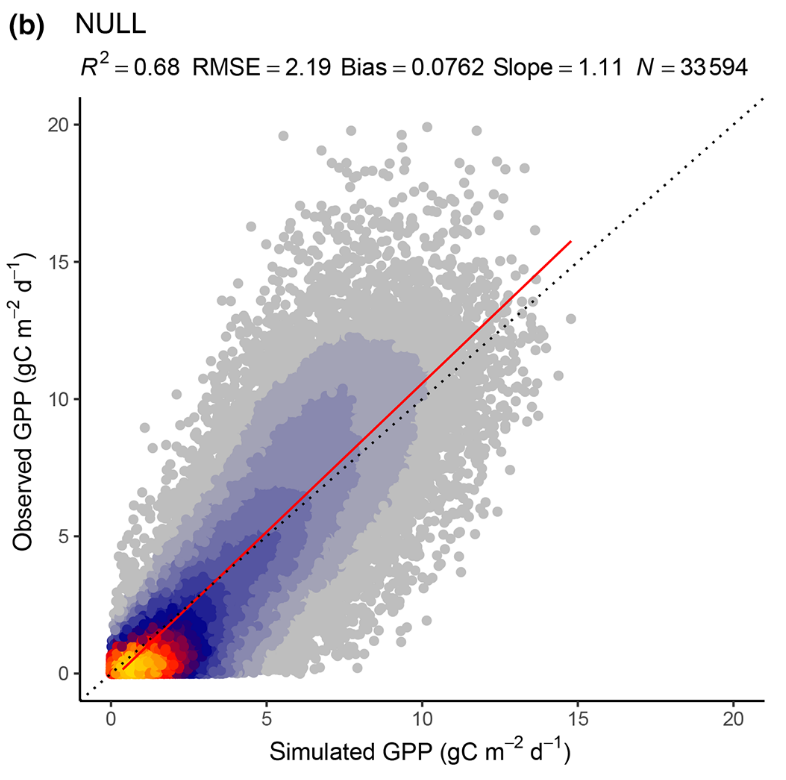 (b) NULL
R² = 0.68 RMSE = 2.19 Bias = 0.0762 Slope = 1.11 N = 33594
20
15
10
5
0
Observed GPP (gC m⁻² d⁻¹)
0 5 10 15 20
Simulated GPP (gC m⁻² d⁻¹)